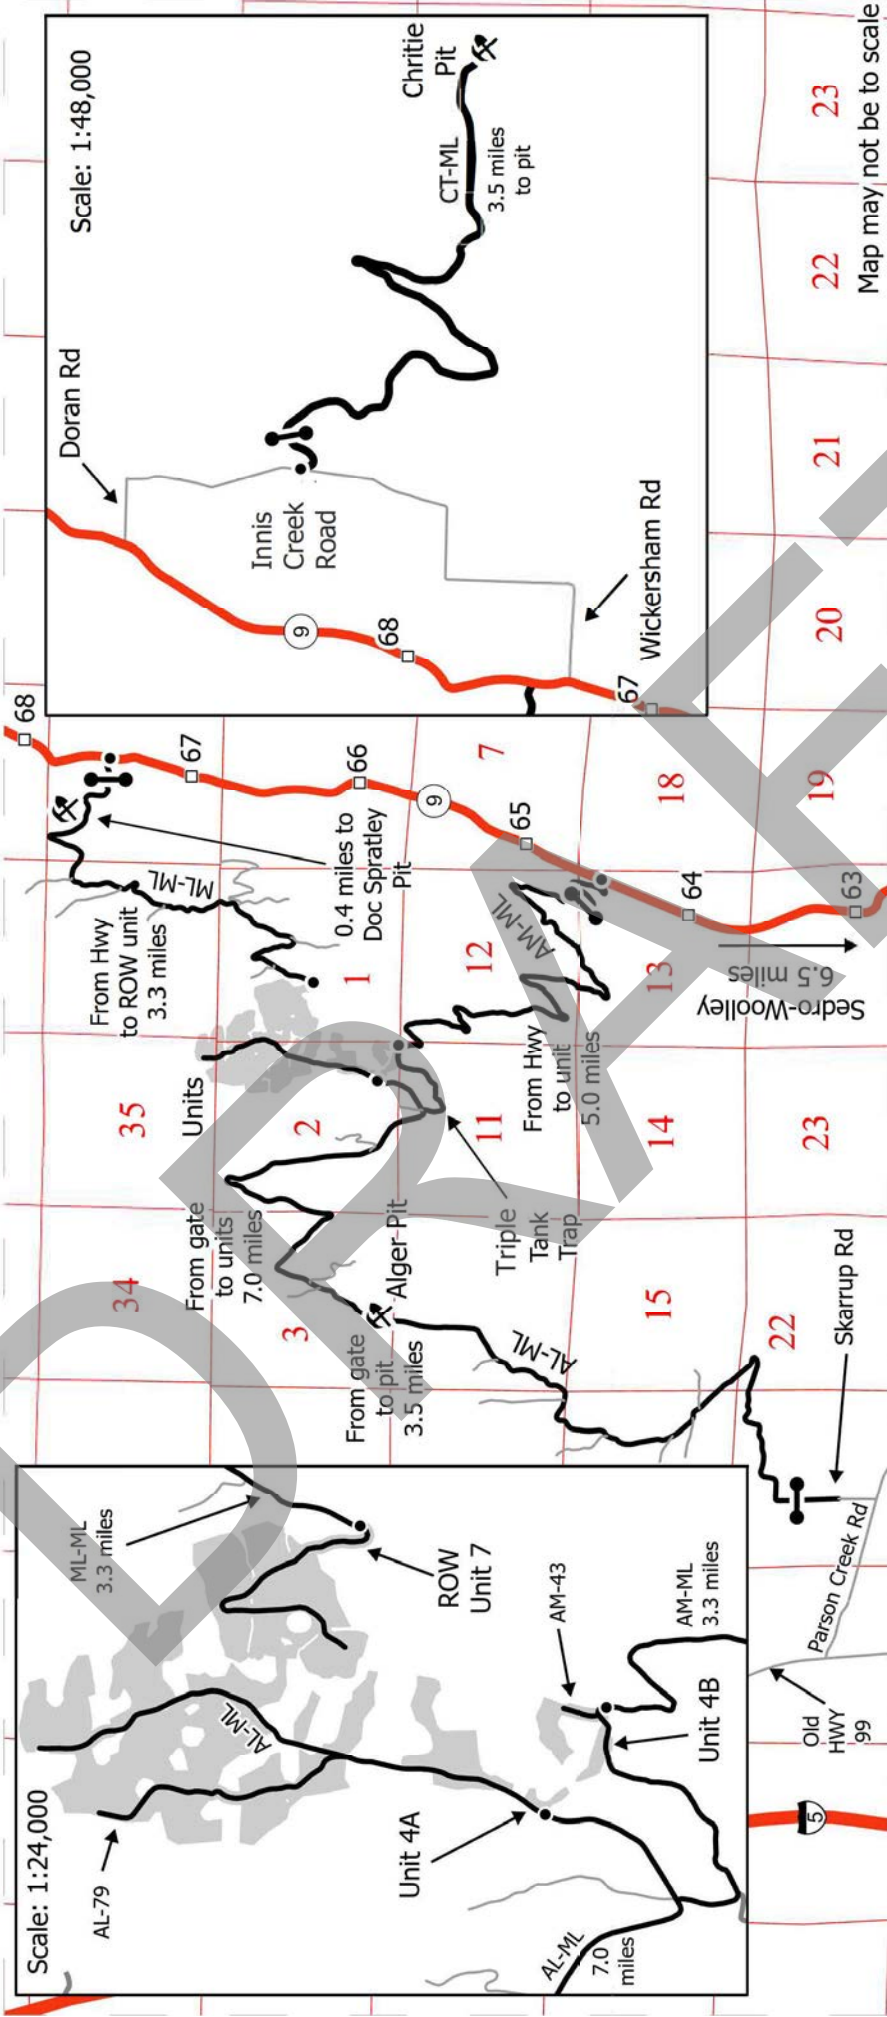 Scale: 1:24,000
AL-79
ML-ML
3.3 miles
AL-ML
ROW
Unit 7
Unit 4A
AM-43
Unit 4B
AM-ML
3.3 miles
AL-ML
7.0
miles
5
Old
HWY
99
Parson Creek Rd
Skarrup Rd
34
35
From gate
to units
7.0 miles
Units
3
2
1
From gate
to pit
3.5 miles
Alger Pit
AL-ML
Triple
Tank
Trap
11
12
7
From Hwy
to unit
5.0 miles
AM-ML
15
14
13
18
22
23
19
From Hwy
to ROW unit
3.3 miles
ML-ML
0.4 miles to
Doc Spratley
Pit
68
67
66
9
65
64
63
Sedro-Woolley
6.5 miles
Scale: 1:48,000
Doran Rd
Innis
Creek
Road
9
68
67
Wickersham Rd
CT-ML
3.5 miles
to pit
Chritie
Pit
20
21
22
23
Map may not be to scale
DRAFT